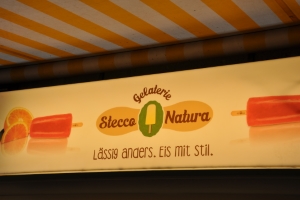 Gelaterie
Stecco Natura
Lässig anders. Eis mit Stil.